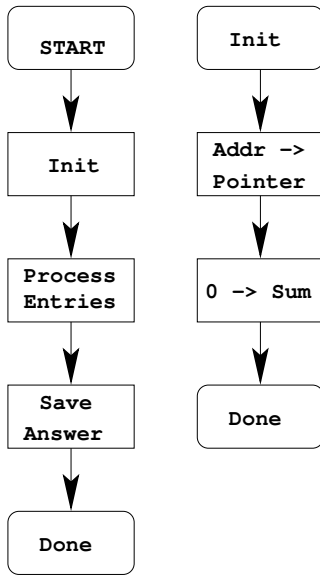 START
Init
Process
Entries
Save
Answer
Done
Init
Addr −>
Pointer
0 −> Sum
Done